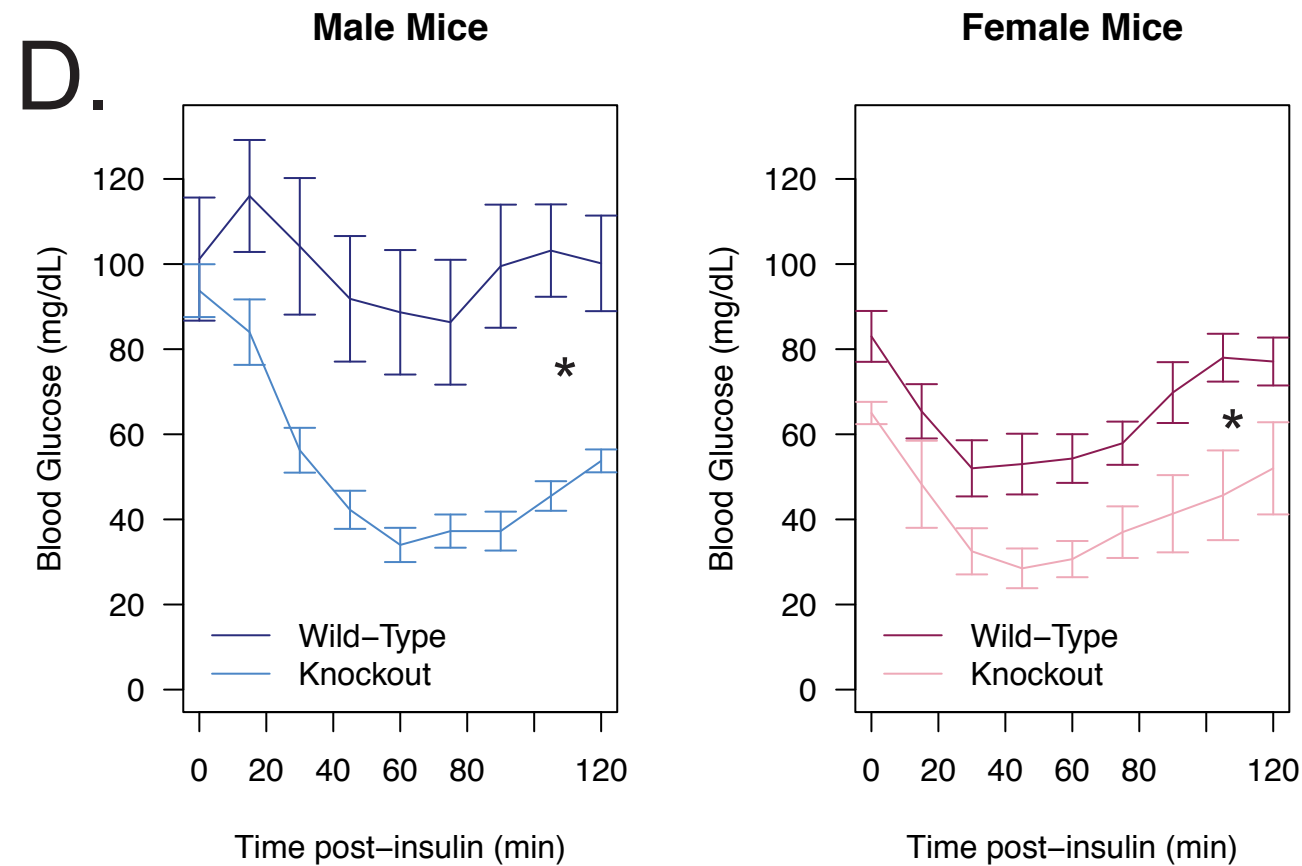 D.
Male Mice
Blood Glucose (mg/dL)
120
100
80
60
40
20
0
*
Wild−Type
Knockout
0 20 40 60 80 120
Time post−insulin (min)
Female Mice
Blood Glucose (mg/dL)
120
100
80
60
40
20
0
*
Wild−Type
Knockout
0 20 40 60 80 120
Time post−insulin (min)